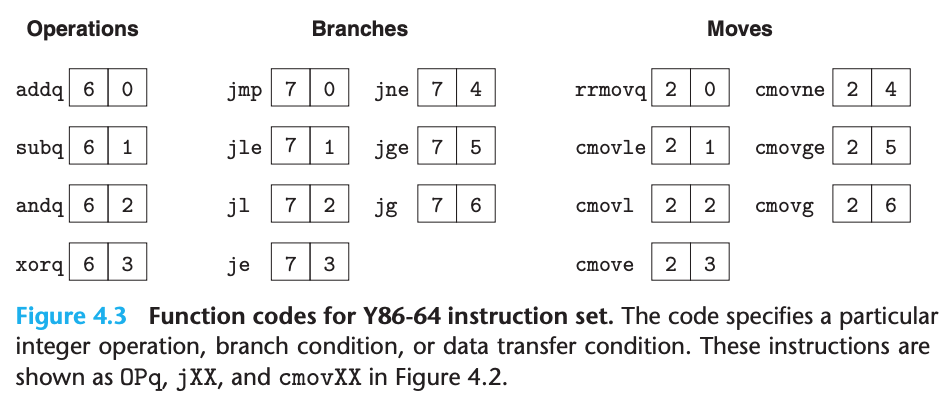 Operations Branches Moves
addq 6 0 jmp 7 0 jne 7 4 rrmovq 2 0 cmovne 2 4
subq 6 1 jle 7 1 jge 7 5 cmovle 2 1 cmovge 2 5
andq 6 2 jl 7 2 jg 7 6 cmovl 2 2 cmovg 2 6
xorq 6 3 je 7 3 cmove 2 3
Figure 4.3 Function codes for Y86-64 instruction set. The code specifies a particular
integer operation, branch condition, or data transfer condition. These instructions are
shown as OPq, jXX, and cmovXX in Figure 4.2.